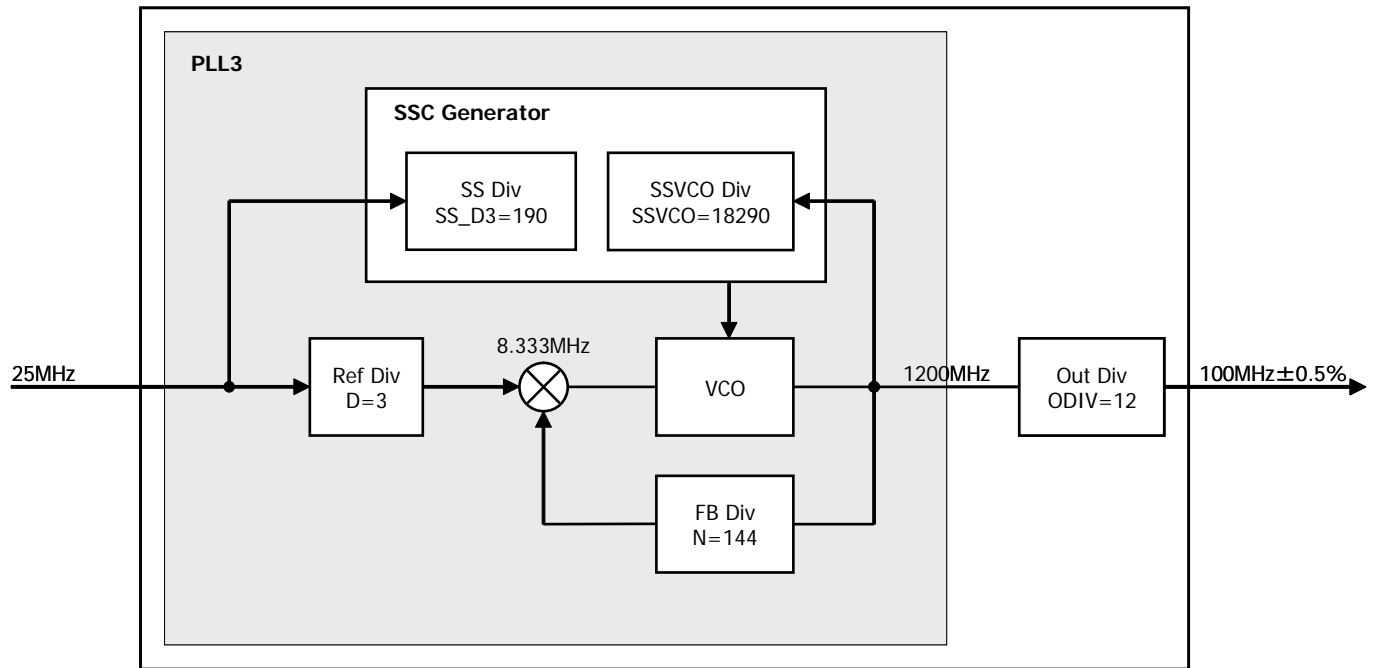 PLL3
SSC Generator
SS Div
SS_D3=190
SSVCO Div
SSVCO=18290
8.333MHz
25MHz
Ref Div
D=3
VCO
1200MHz
Out Div
ODIV=12
100MHz±0.5%
FB Div
N=144